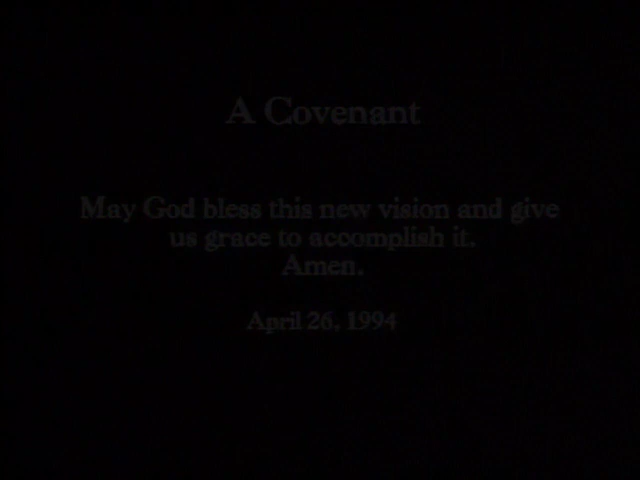 A Covenant
May God bless this new vision and give
us grace to accomplish it.
Amen.
April 26, 1994